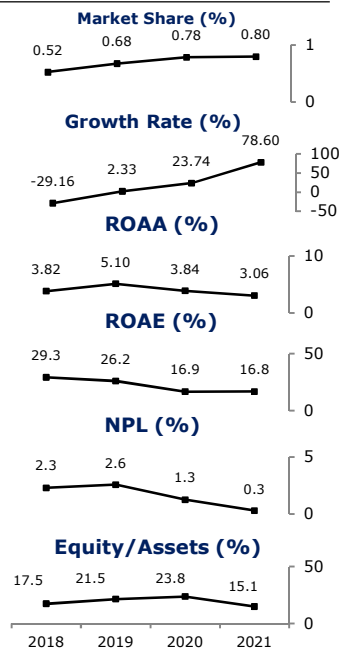 Market Share (%)
0.52 0.68 0.78 0.80
1
0
Growth Rate (%)
-29.16 2.33 23.74 78.60
100
50
0
-50
ROAA (%)
3.82 5.10 3.84 3.06
10
0
ROAE (%)
29.3 26.2 16.9 16.8
50
0
NPL (%)
2.3 2.6 1.3 0.3
5
0
Equity/Assets (%)
17.5 21.5 23.8 15.1
50
0
2018 2019 2020 2021